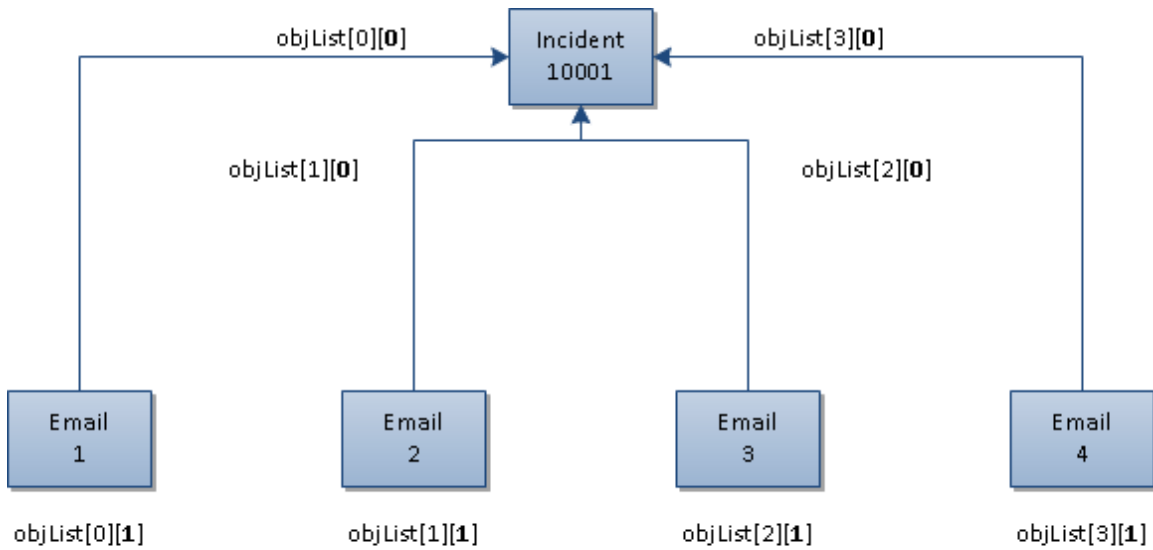 objList[0][0]
Incident
10001
objList[3][0]
objList[1][0]
objList[2][0]
Email
1
Email
2
Email
3
Email
4
objList[0][1]
objList[1][1]
objList[2][1]
objList[3][1]